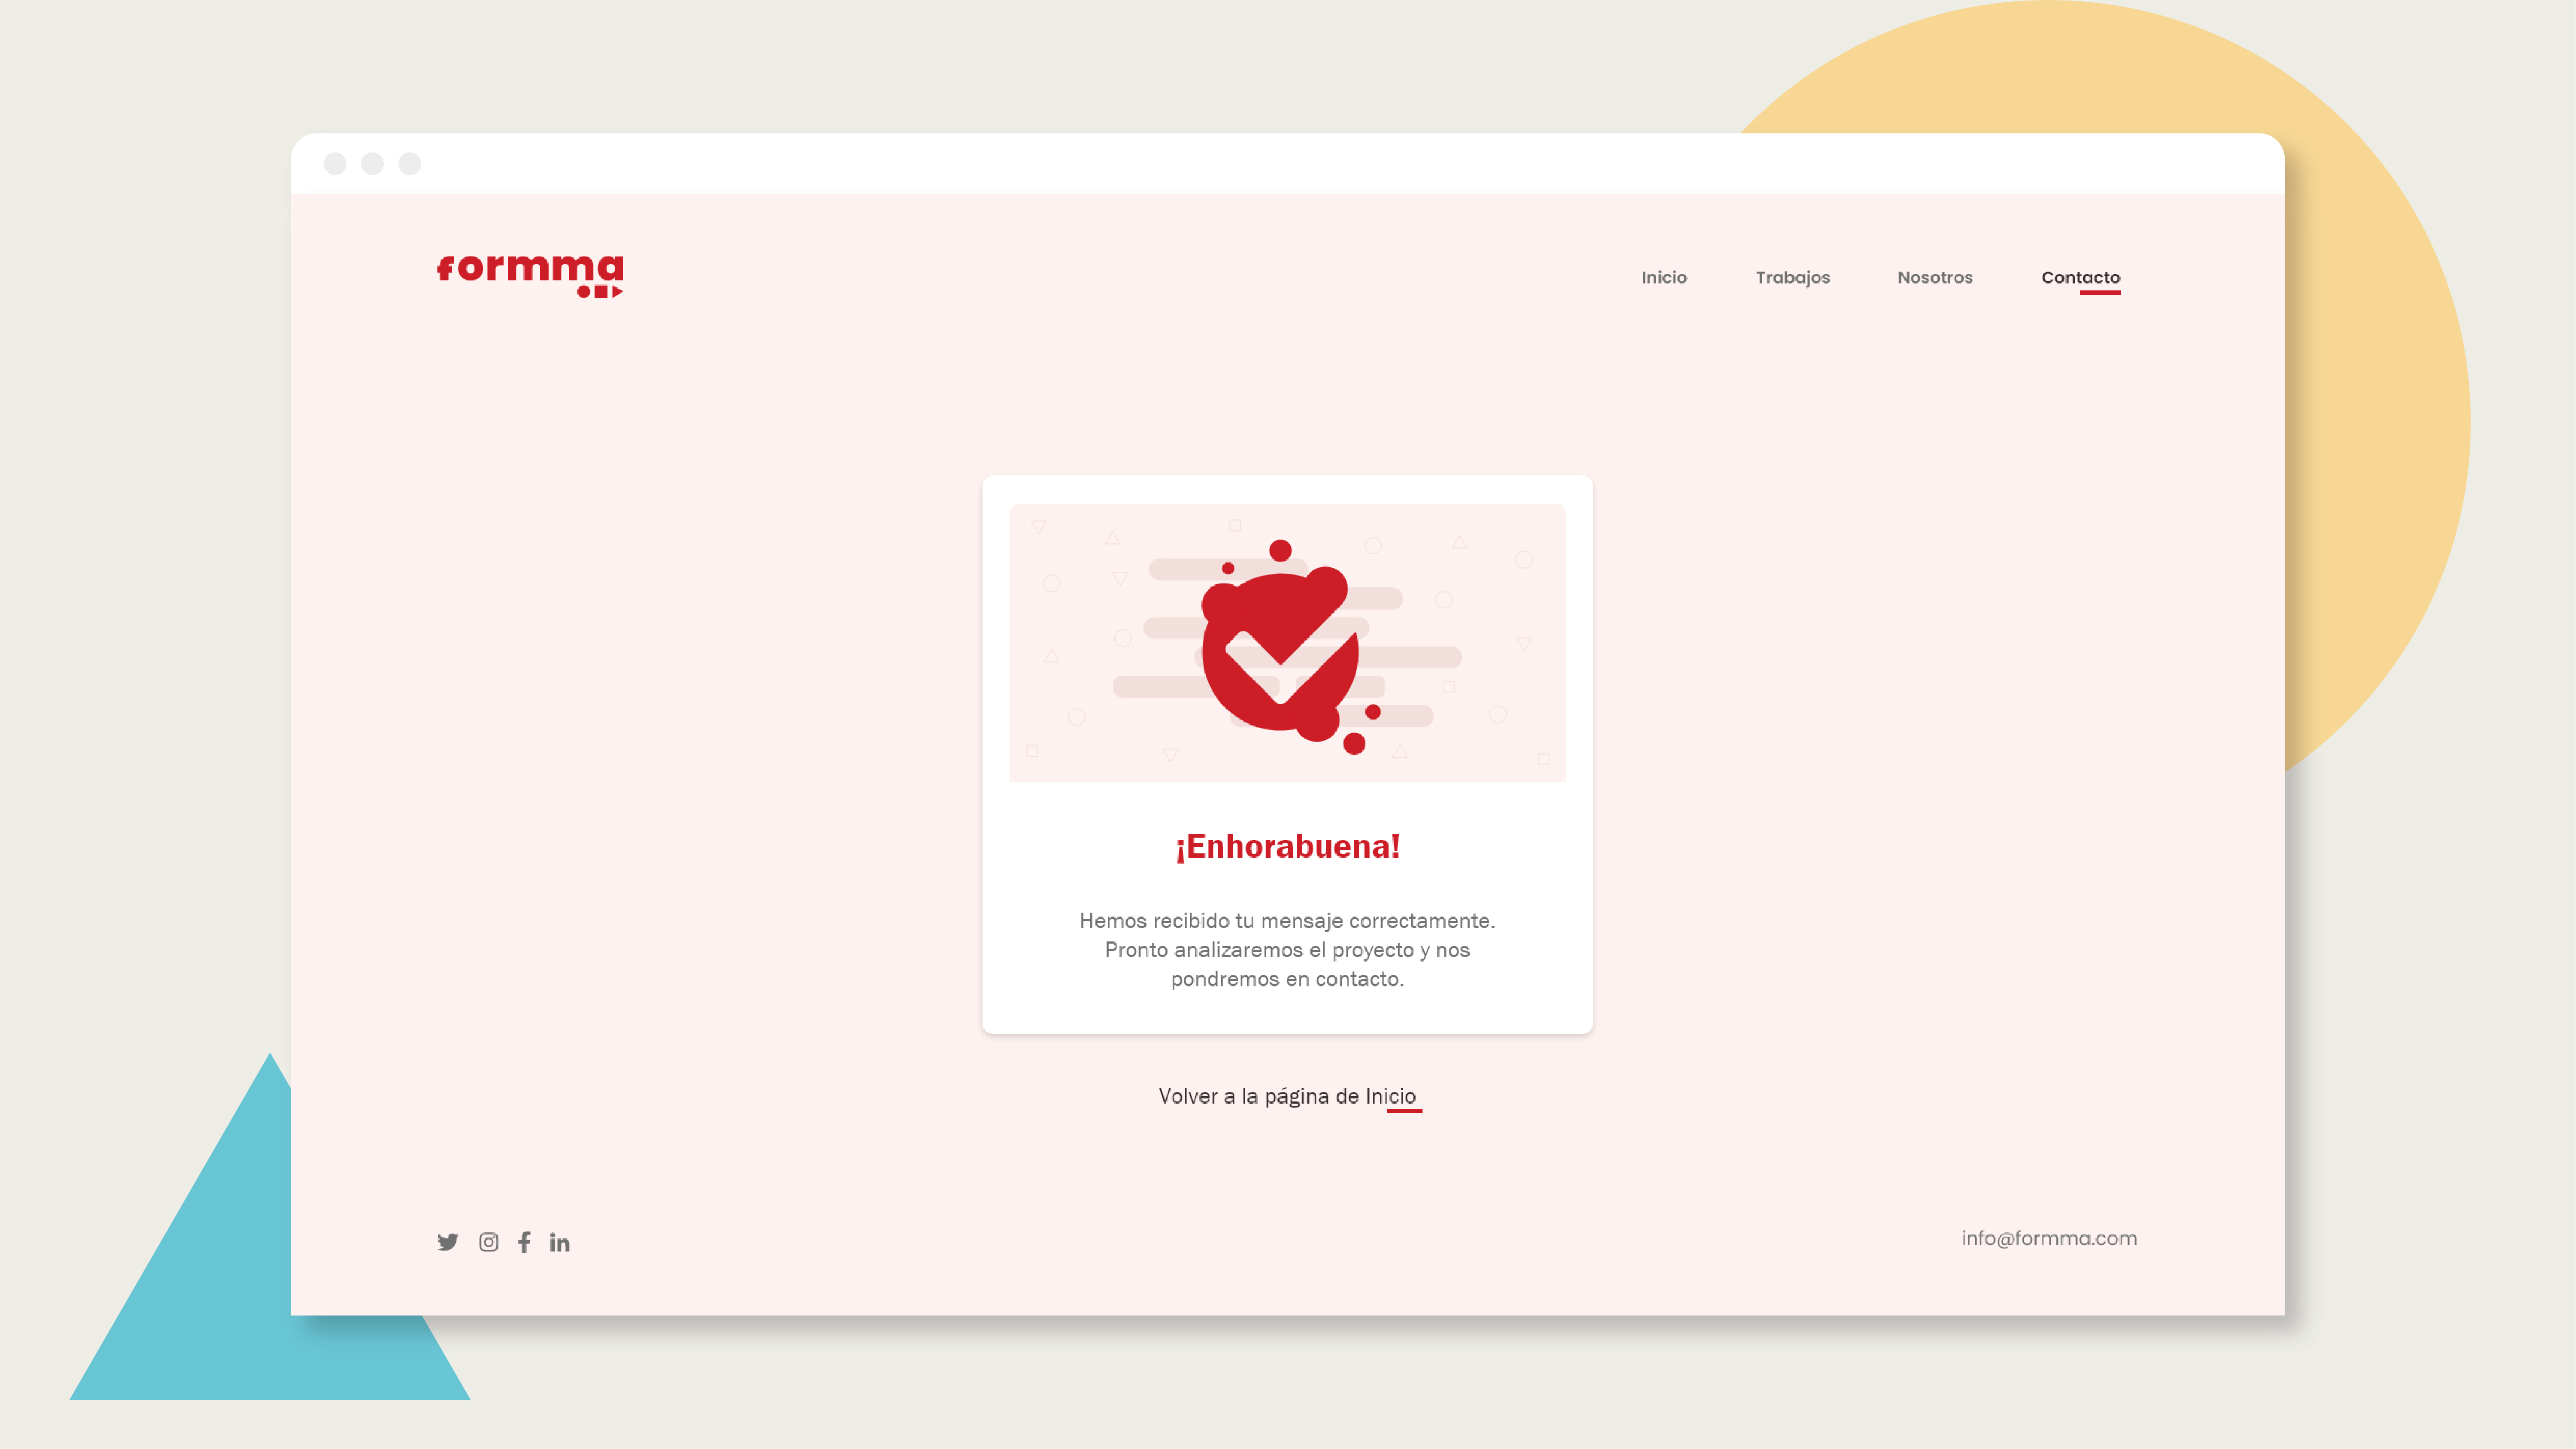 formma
Inicio Trabajos Nosotros Contacto
¡Enhorabuena!
Hemos recibido tu mensaje correctamente.
Pronto analizaremos el proyecto y nos
pondremos en contacto.
Volver a la página de Inicio
info@formma.com